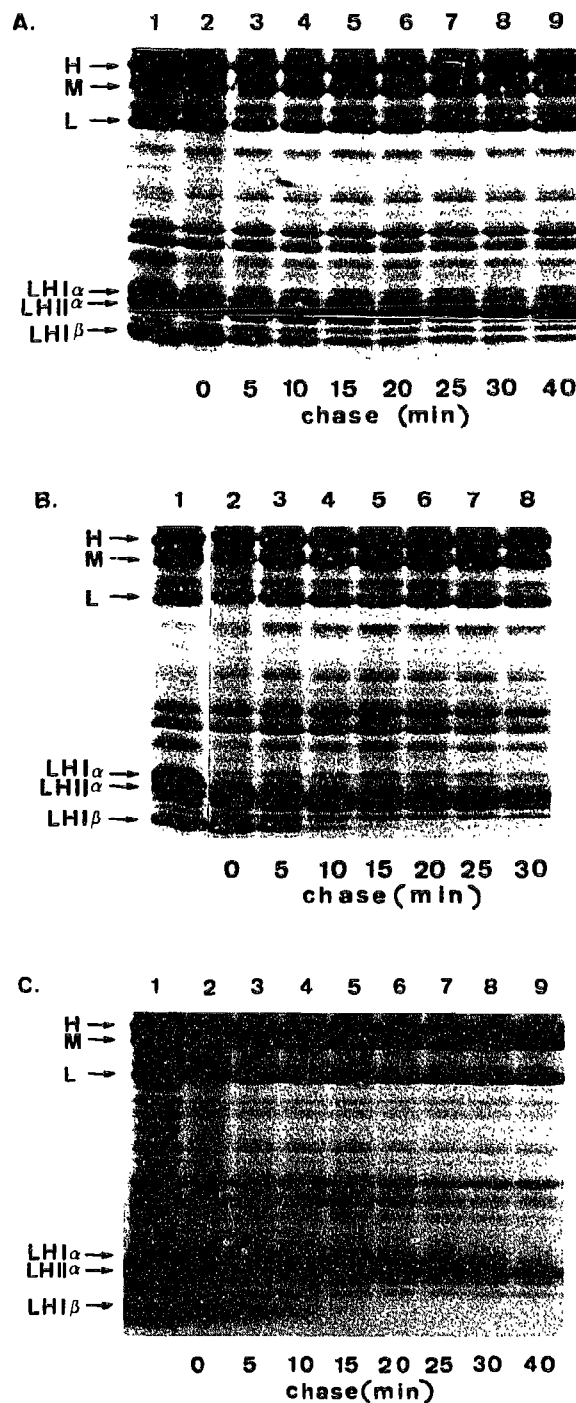 A. 1 2 3 4 5 6 7 8 9
H →
M →
L →
LHIα →
LHIIα →
LHIβ →
0 5 10 15 20 25 30 40
chase (min)
B. 1 2 3 4 5 6 7 8
H →
M →
L →
LHIα →
LHIIα →
LHIβ →
0 5 10 15 20 25 30
chase(min)
C. 1 2 3 4 5 6 7 8 9
H →
M →
L →
LHIα →
LHIIα →
LHIβ →
0 5 10 15 20 25 30 40
chase(min)